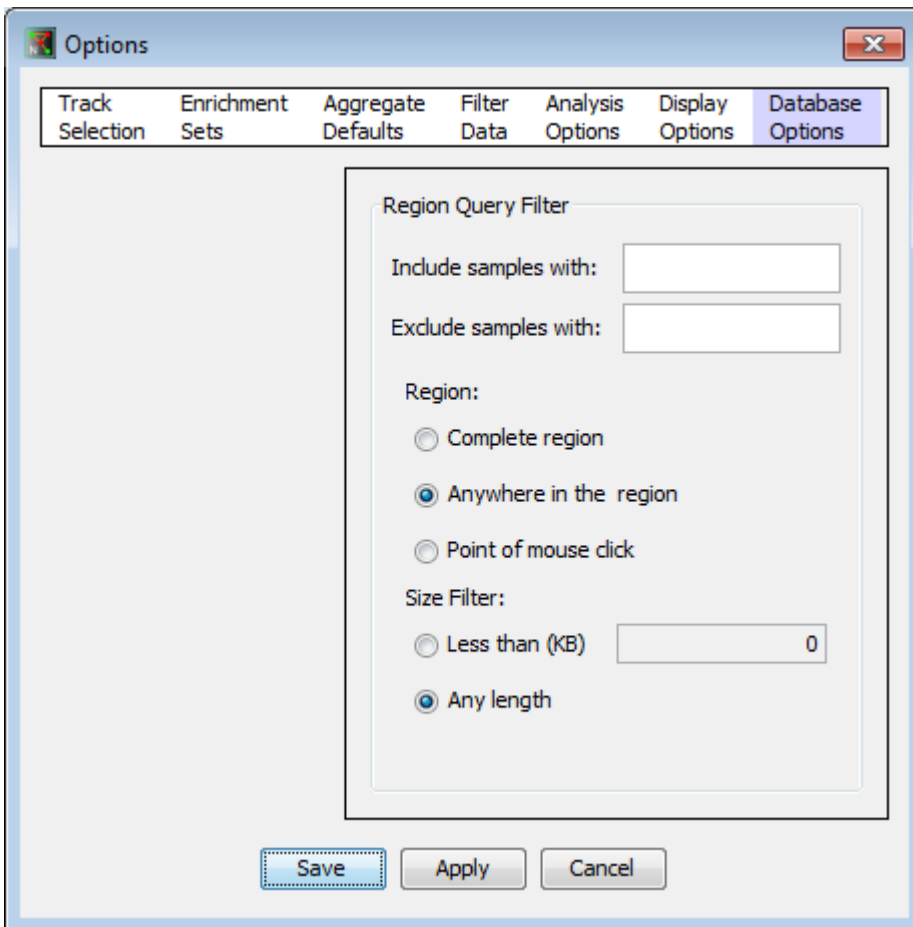 Options
Track Enrichment Aggregate Filter Analysis Display Database
Selection Sets Defaults Data Options Options Options
Region Query Filter
Include samples with:
Exclude samples with:
Region:
Complete region
Anywhere in the region
Point of mouse click
Size Filter:
Less than (KB) 0
Any length
Save Apply Cancel